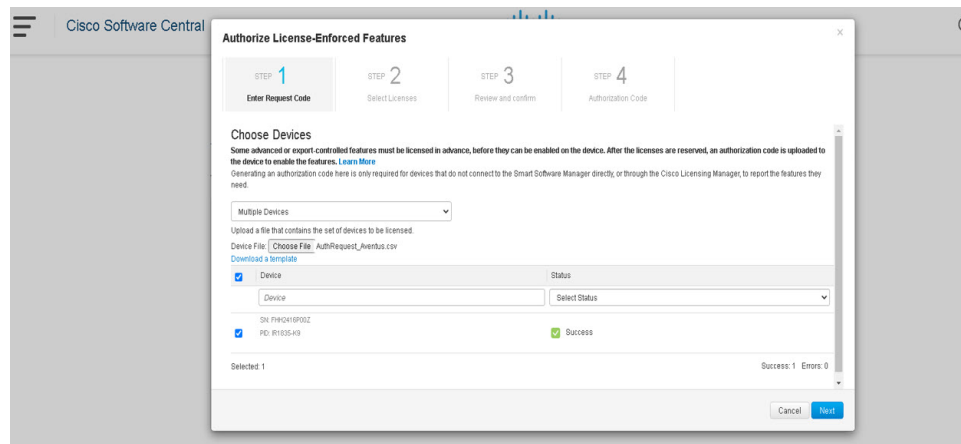 Cisco Software Central
Authorize License-Enforced Features
×
STEP 1
Enter Request Code
STEP 2
Select Licenses
STEP 3
Review and confirm
STEP 4
Authorization Code
Choose Devices
Some advanced or export-controlled features must be licensed in advance, before they can be enabled on the device. After the licenses are reserved, an authorization code is uploaded to
the device to enable the features. Learn More
Generating an authorization code here is only required for devices that do not connect to the Smart Software Manager directly, or through the Cisco Licensing Manager, to report the features they
need.
Multiple Devices
Upload a file that contains the set of devices to be licensed.
Device File: Choose File AuthRequest_Aventus.csv
Download a template
Device Status
Device Select Status
SN: FHH2416P00Z
PID: IR1835-K9
Success
Selected: 1 Success: 1 Errors: 0
Cancel Next